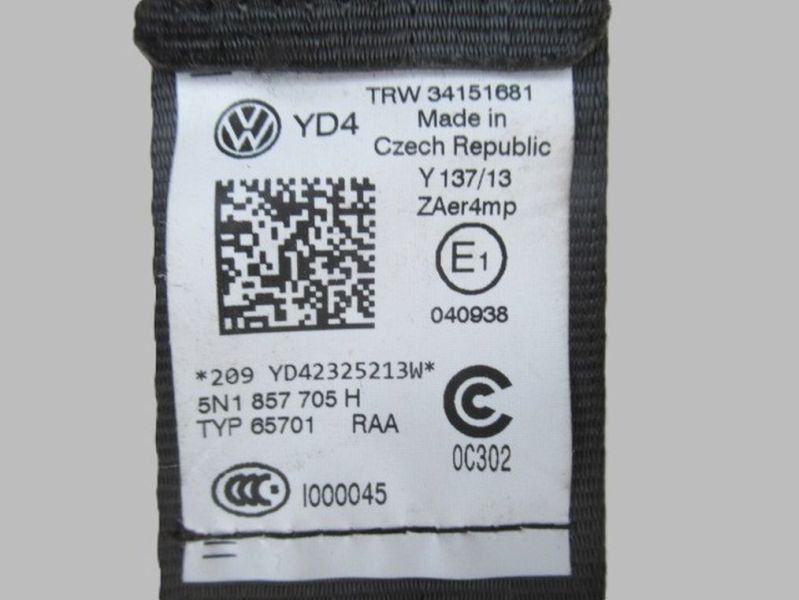 TRW 34151681
YD4
Made in
Czech Republic
Y 137/13
ZAer4mp
E1
040938
*209 YD42325213W*
5N1 857 705 H
TYP 65701 RAA
0C302
CCC I000045